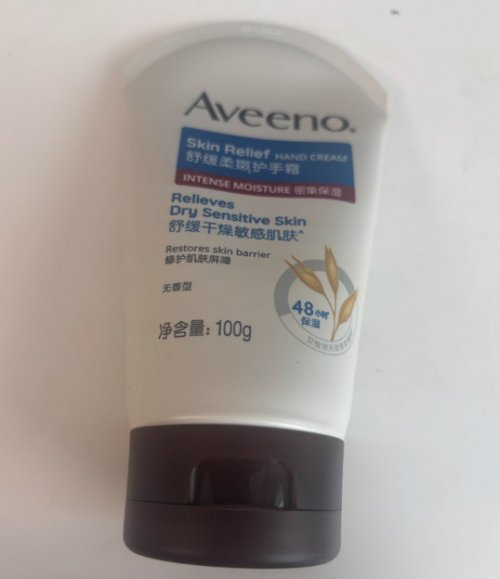 Aveeno®
Skin Relief HAND CREAM
舒缓柔嫩护手霜
INTENSE MOISTURE 密集保湿
Relieves
Dry Sensitive Skin
舒缓干燥敏感肌肤^
Restores skin barrier
修护肌肤屏障
无香型
净含量: 100g
48小时
保湿